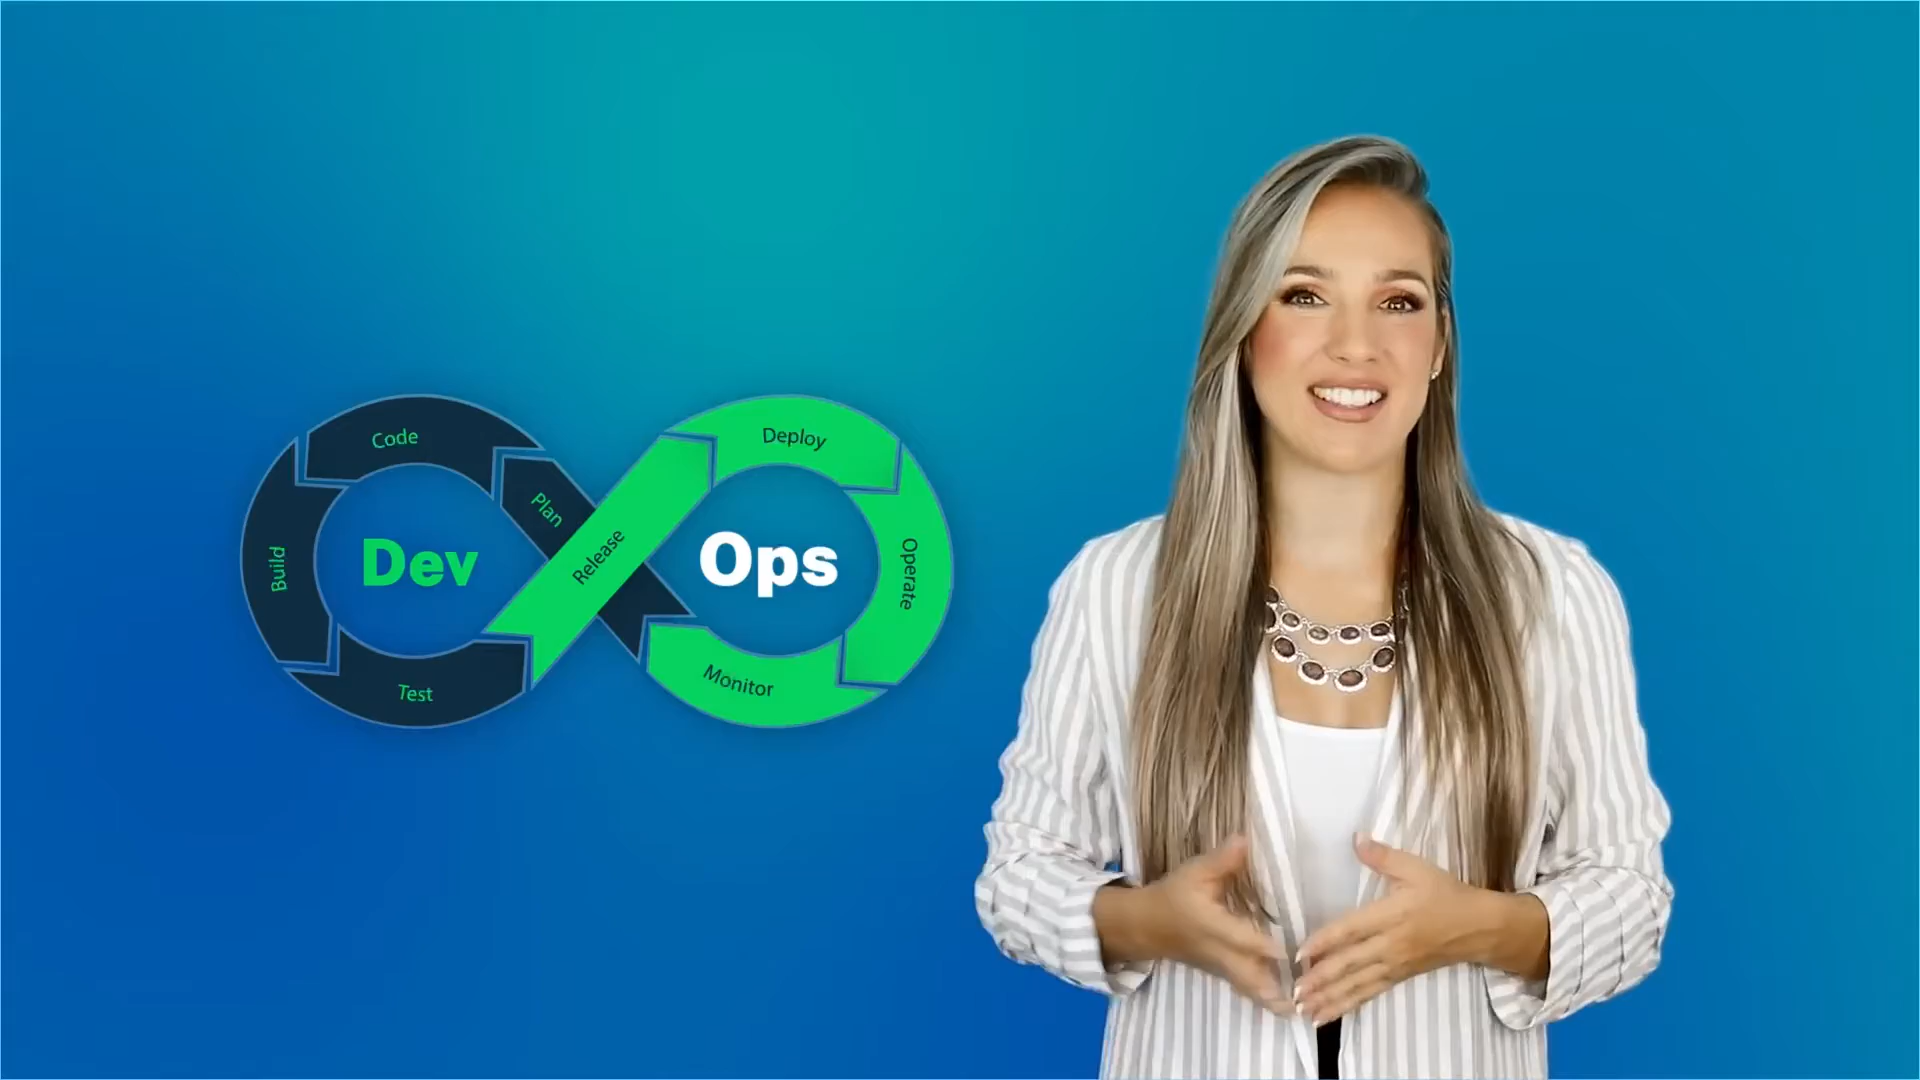 Code
Plan
Build
Test
Dev
Release
Deploy
Operate
Monitor
Ops